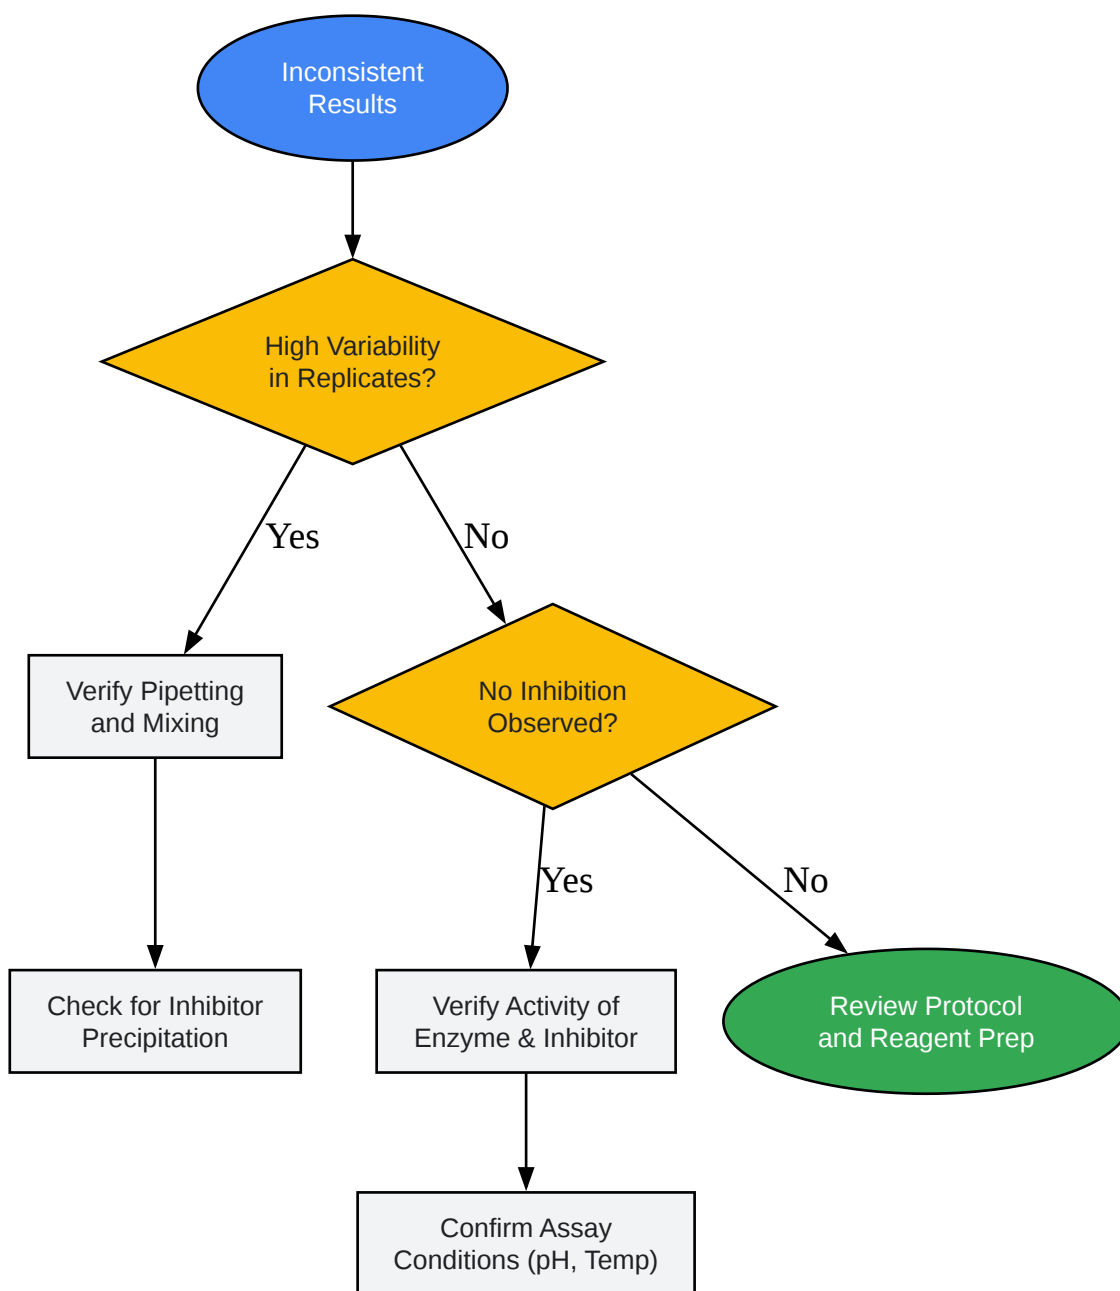 Inconsistent
Results
High Variability
in Replicates?
Yes
No
Verify Pipetting
and Mixing
No Inhibition
Observed?
Yes
No
Check for Inhibitor
Precipitation
Verify Activity of
Enzyme & Inhibitor
Review Protocol
and Reagent Prep
Confirm Assay
Conditions (pH, Temp)